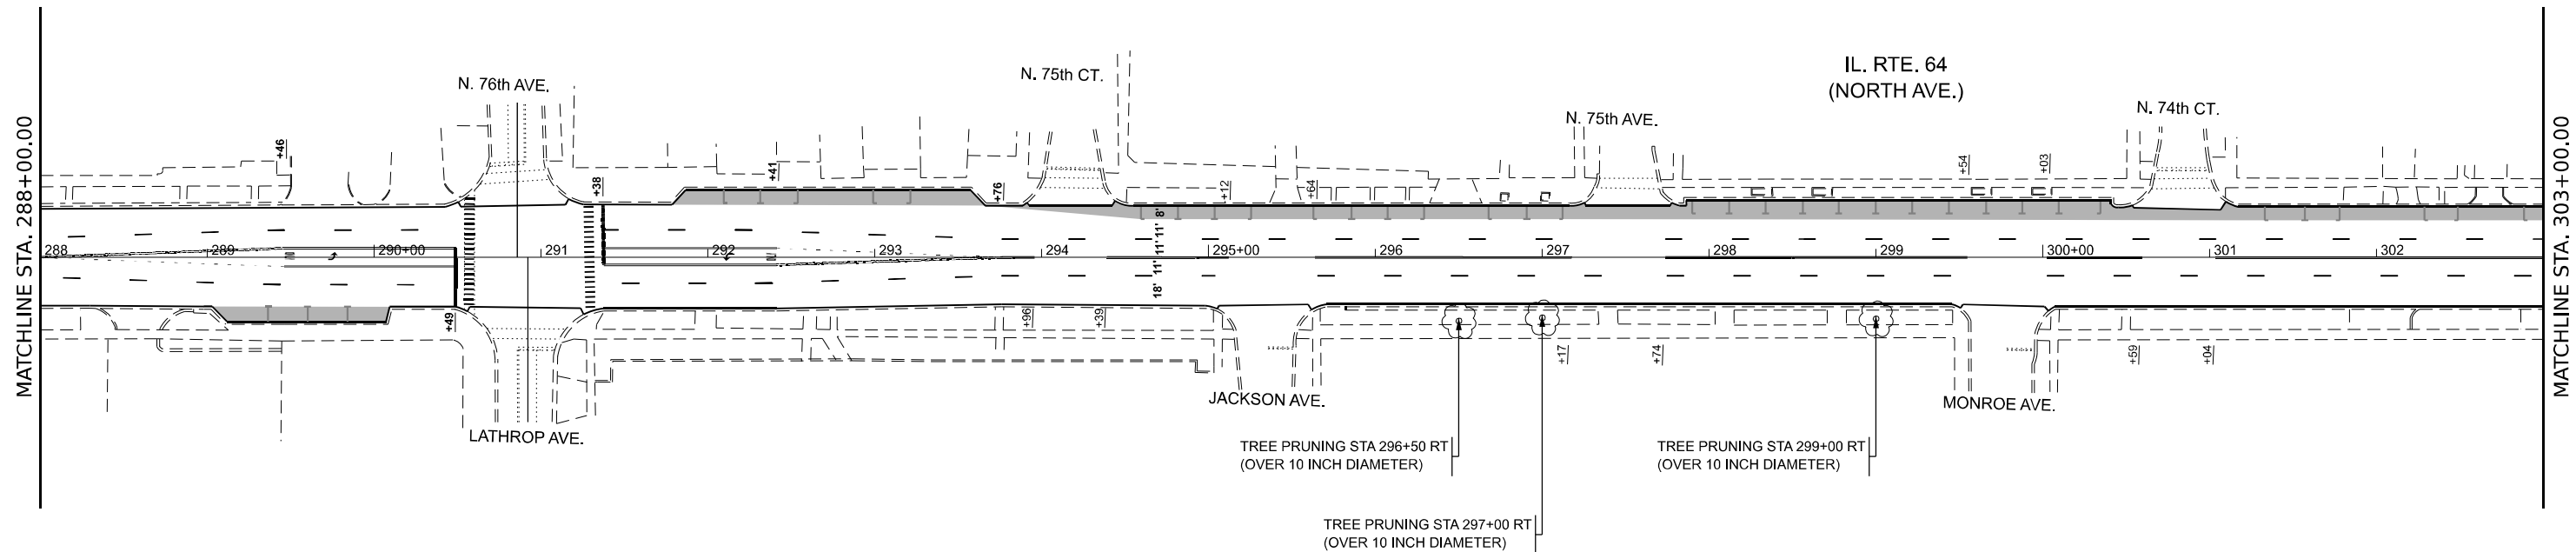 MATCHLINE STA. 288+00.00
N. 76th AVE.
N. 75th CT.
N. 75th AVE.
IL. RTE. 64
(NORTH AVE.)
N. 74th CT.
MATCHLINE STA. 303+00.00
+46
+38
+41
+76
+12
+64
+54
+03
288
289
290+00
291
292
293
294
295+00
296
297
298
299
300+00
301
302
18' 11' 11' 11' 11' 8'
+49
+96
+39
+17
+74
+59
+04
LATHROP AVE.
JACKSON AVE.
MONROE AVE.
TREE PRUNING STA 296+50 RT
(OVER 10 INCH DIAMETER)
TREE PRUNING STA 299+00 RT
(OVER 10 INCH DIAMETER)
TREE PRUNING STA 297+00 RT
(OVER 10 INCH DIAMETER)